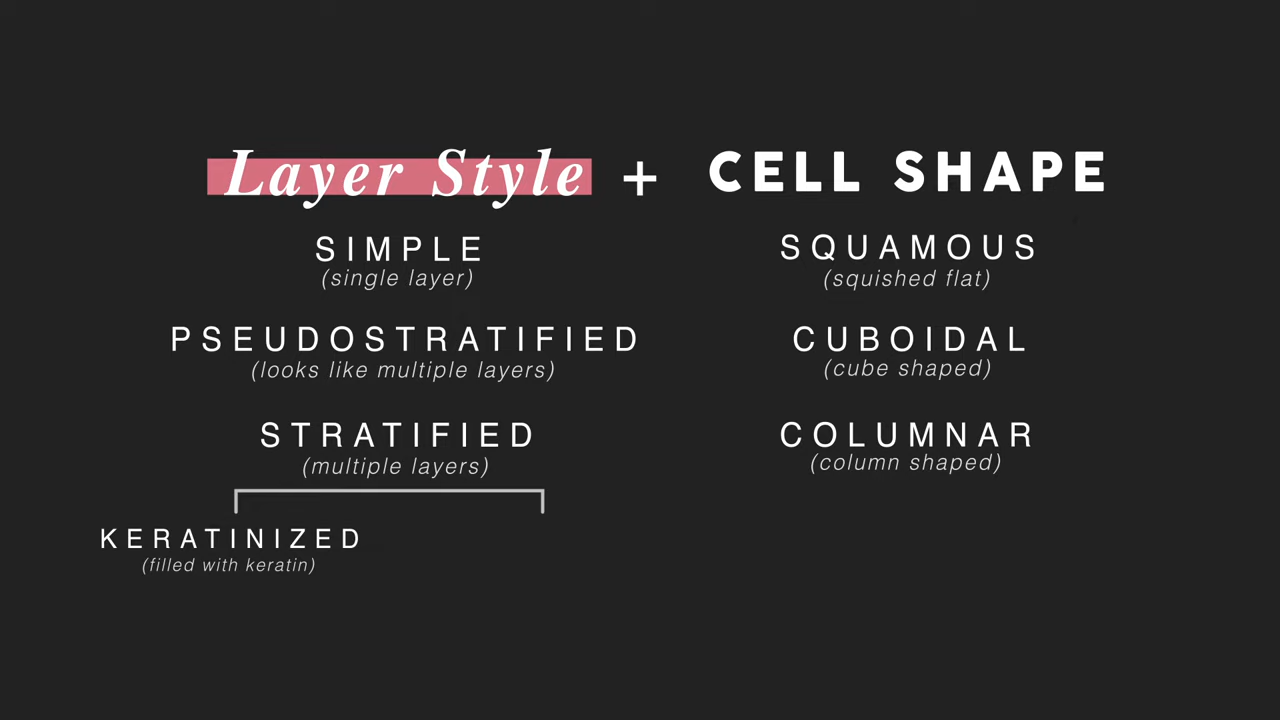 Layer Style + CELL SHAPE
SIMPLE
(single layer)
SQUAMOUS
(squished flat)
PSEUDOSTRATIFIED
(looks like multiple layers)
CUBOIDAL
(cube shaped)
STRATIFIED
(multiple layers)
COLUMNAR
(column shaped)
KERATINIZED
(filled with keratin)